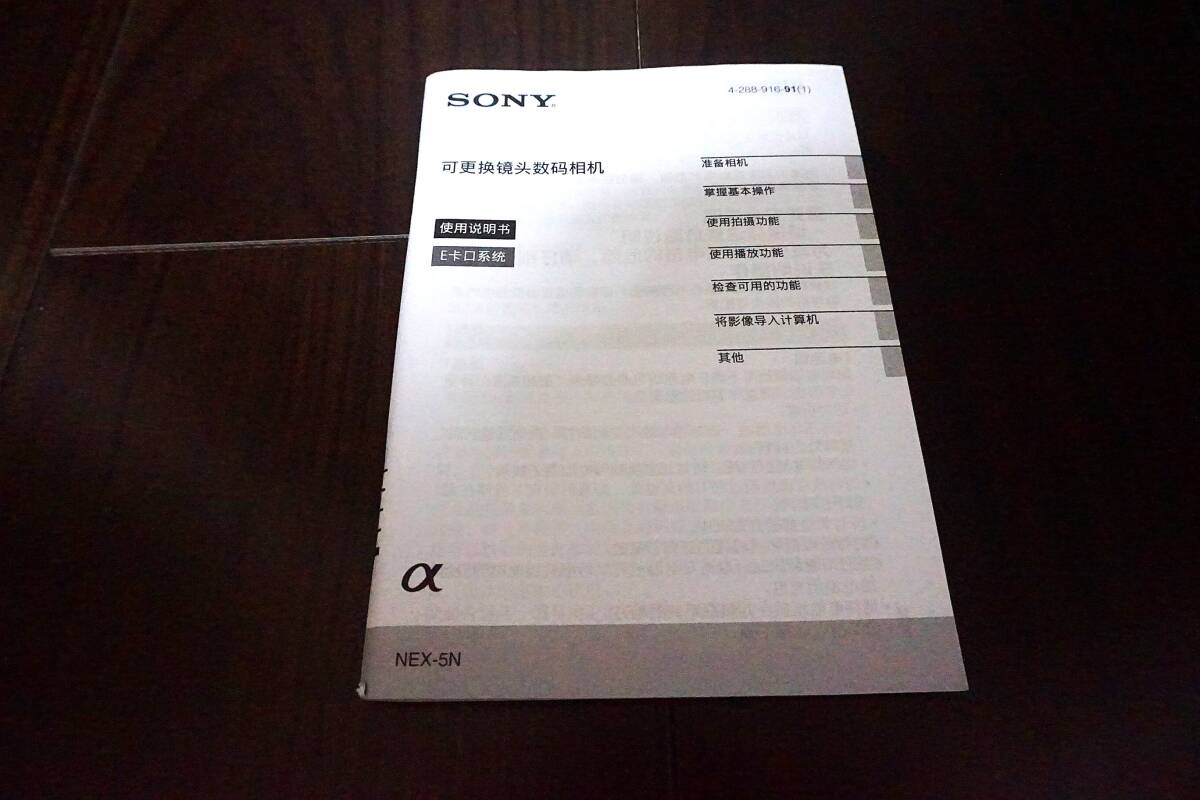 SONY
4-288-916-91(1)
可更换镜头数码相机
使用说明书
E卡口系统
准备相机
掌握基本操作
使用拍摄功能
使用播放功能
检查可用的功能
将影像导入计算机
其他
α
NEX-5N